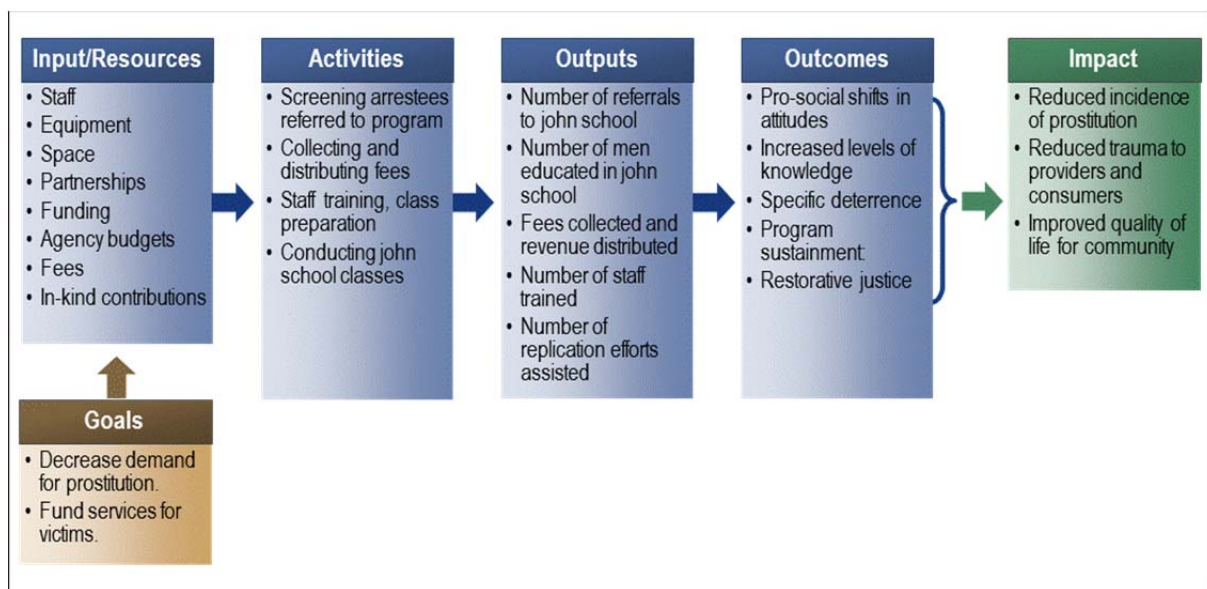 Input/Resources
• Staff
• Equipment
• Space
• Partnerships
• Funding
• Agency budgets
• Fees
• In-kind contributions
Goals
• Decrease demand
for prostitution.
• Fund services for
victims.
Activities
• Screening arrestees
referred to program
• Collecting and
distributing fees
• Staff training, class
preparation
• Conducting john
school classes
Outputs
• Number of referrals
to john school
• Number of men
educated in john
school
• Fees collected and
revenue distributed
• Number of staff
trained
• Number of
replication efforts
assisted
Outcomes
• Pro-social shifts in
attitudes
• Increased levels of
knowledge
• Specific deterrence
• Program
sustainment:
• Restorative justice
Impact
• Reduced incidence
of prostitution
• Reduced trauma to
providers and
consumers
• Improved quality of
life for community